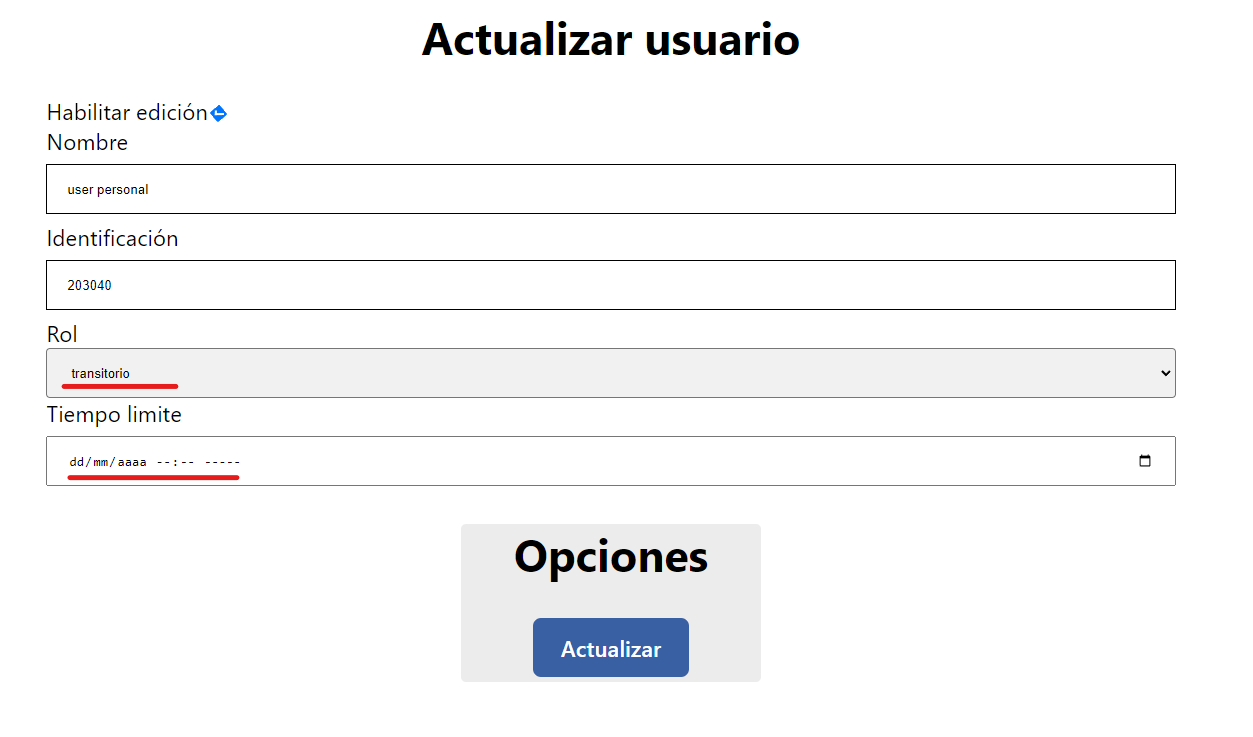 Actualizar usuario
Habilitar edición
Nombre
user personal
Identificación
203040
Rol
transitorio
Tiempo limite
dd/mm/aaaa --:-- -----
Opciones
Actualizar